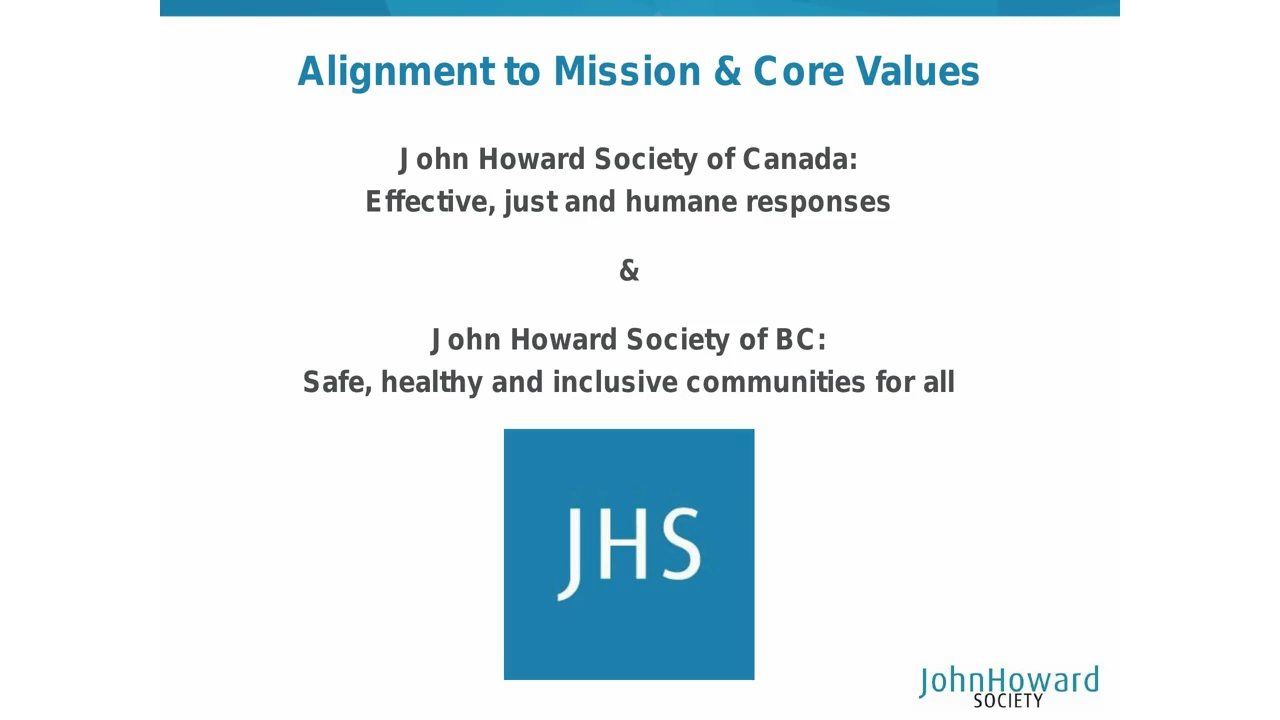 Alignment to Mission & Core Values
John Howard Society of Canada:
Effective, just and humane responses
&
John Howard Society of BC:
Safe, healthy and inclusive communities for all
JHS
JohnHoward
SOCIETY